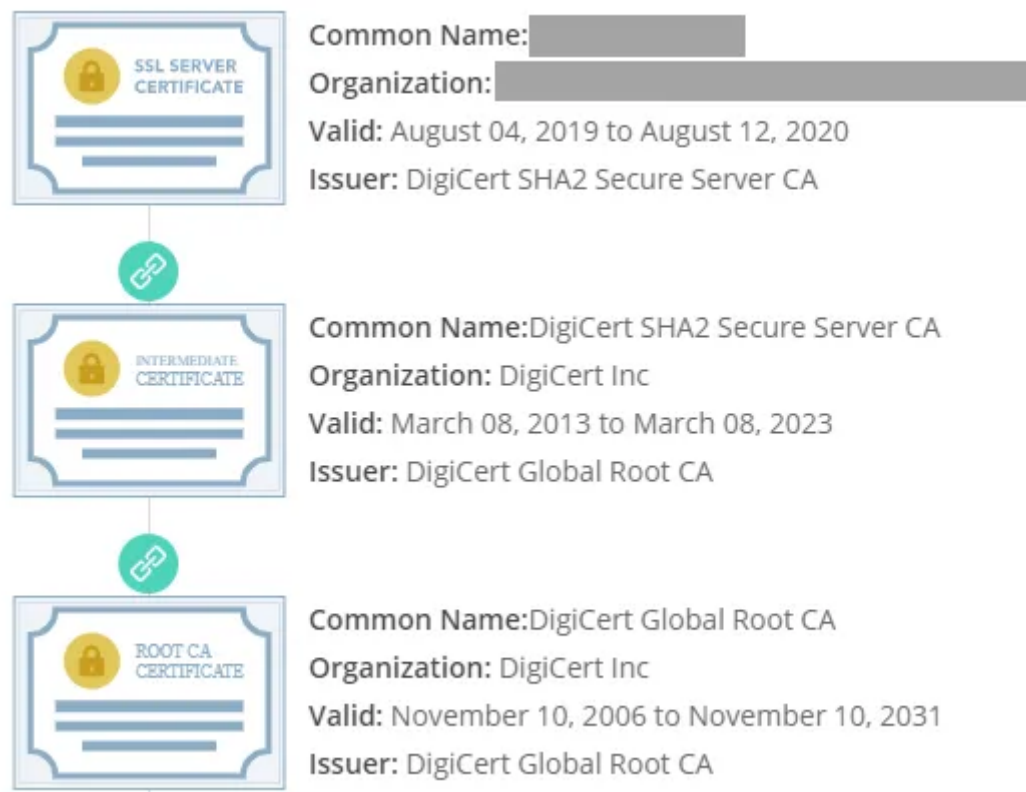 SSL SERVER
CERTIFICATE
Common Name:
Organization:
Valid: August 04, 2019 to August 12, 2020
Issuer: DigiCert SHA2 Secure Server CA
INTERMEDIATE
CERTIFICATE
Common Name:DigiCert SHA2 Secure Server CA
Organization: DigiCert Inc
Valid: March 08, 2013 to March 08, 2023
Issuer: DigiCert Global Root CA
ROOT CA
CERTIFICATE
Common Name:DigiCert Global Root CA
Organization: DigiCert Inc
Valid: November 10, 2006 to November 10, 2031
Issuer: DigiCert Global Root CA